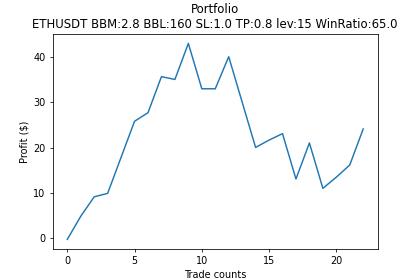 Portfolio
ETHUSDT BBM:2.8 BBL:160 SL:1.0 TP:0.8 lev:15 WinRatio:65.0
Profit ($)
40
30
20
10
0
0 5 10 15 20
Trade counts